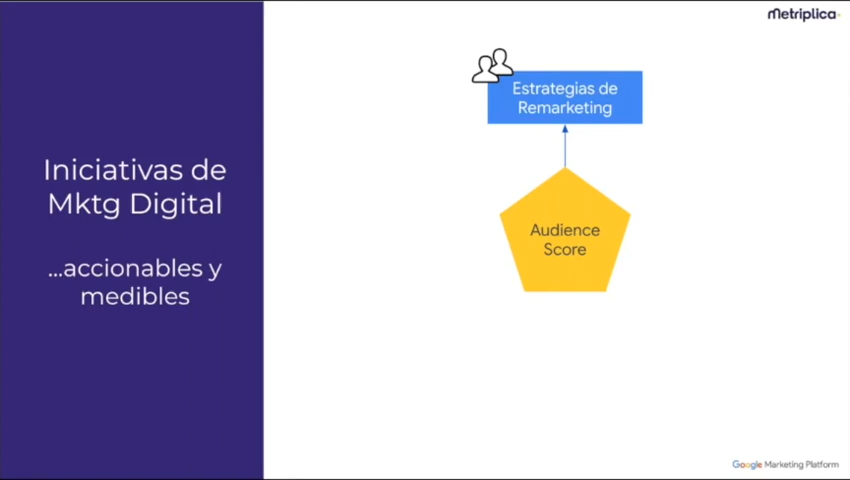 metriplica
Estrategias de
Remarketing
Iniciativas de
Mktg Digital
...accionables y
medibles
Audience
Score
Google Marketing Platform